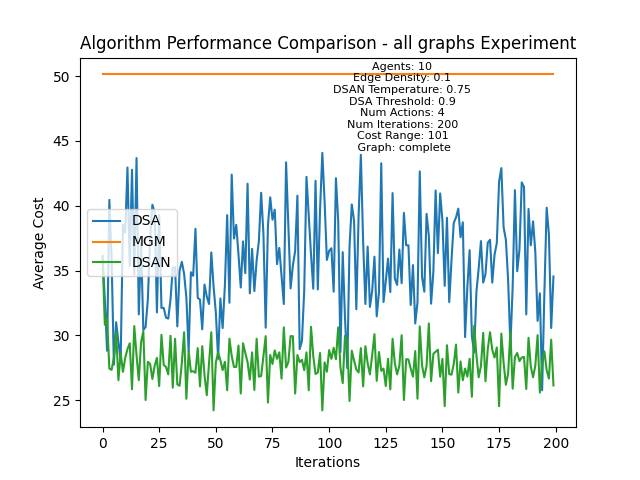 Algorithm Performance Comparison - all graphs Experiment
Agents: 10
Edge Density: 0.1
DSAN Temperature: 0.75
DSA Threshold: 0.9
Num Actions: 4
Num Iterations: 200
Cost Range: 101
Graph: complete
DSA
MGM
DSAN
Average Cost
50
45
40
35
30
25
0
25
50
75
100
125
150
175
200
Iterations